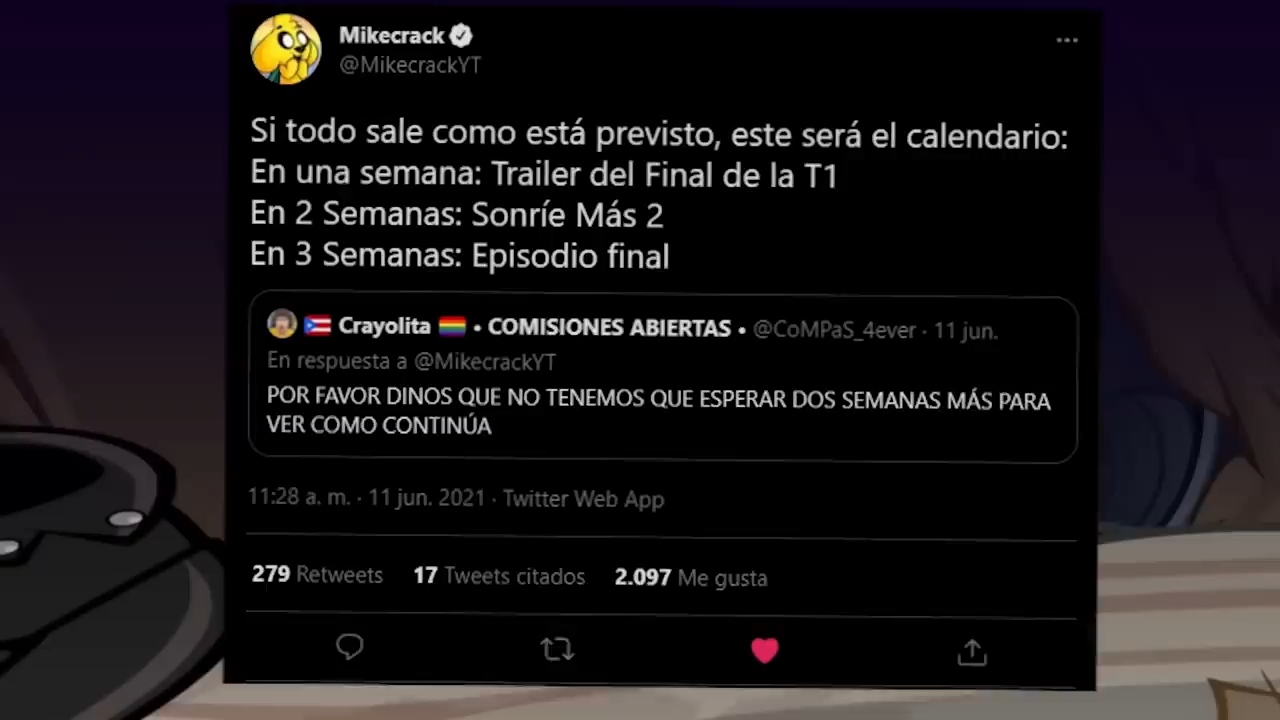 Mikecrack
@MikecrackYT
Si todo sale como está previsto, este será el calendario:
En una semana: Trailer del Final de la T1
En 2 Semanas: Sonríe Más 2
En 3 Semanas: Episodio final
Crayolita • COMISIONES ABIERTAS • @CoMPaS_4ever · 11 jun.
En respuesta a @MikecrackYT
POR FAVOR DINOS QUE NO TENEMOS QUE ESPERAR DOS SEMANAS MÁS PARA
VER COMO CONTINÚA
11:28 a. m. · 11 jun. 2021 · Twitter Web App
279 Retweets 17 Tweets citados 2.097 Me gusta